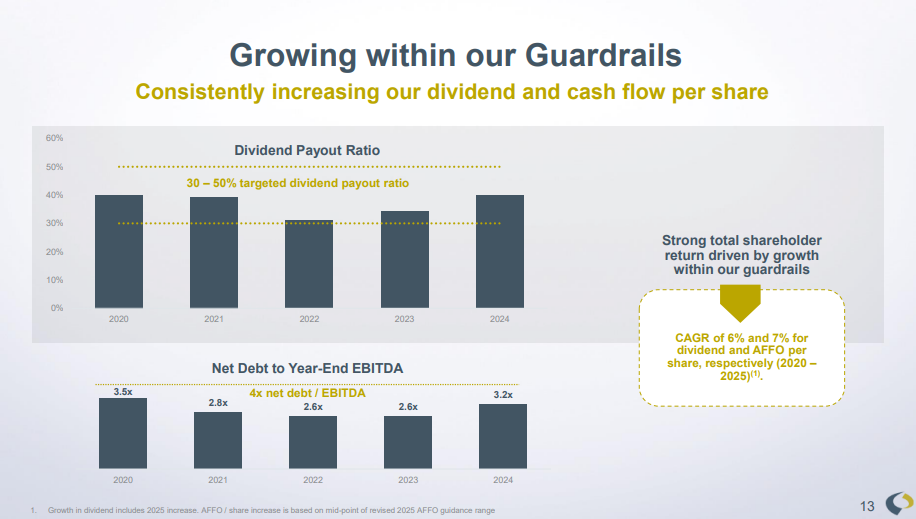 Growing within our Guardrails
Consistently increasing our dividend and cash flow per share
Dividend Payout Ratio
60%
50%
40%
30%
20%
10%
0%
30 – 50% targeted dividend payout ratio
2020 2021 2022 2023 2024
Net Debt to Year-End EBITDA
4x net debt / EBITDA
3.5x 2.8x 2.6x 2.6x 3.2x
2020 2021 2022 2023 2024
Strong total shareholder
return driven by growth
within our guardrails
CAGR of 6% and 7% for
dividend and AFFO per
share, respectively (2020 –
2025)(1).
1. Growth in dividend includes 2025 increase. AFFO / share increase is based on mid-point of revised 2025 AFFO guidance range
13